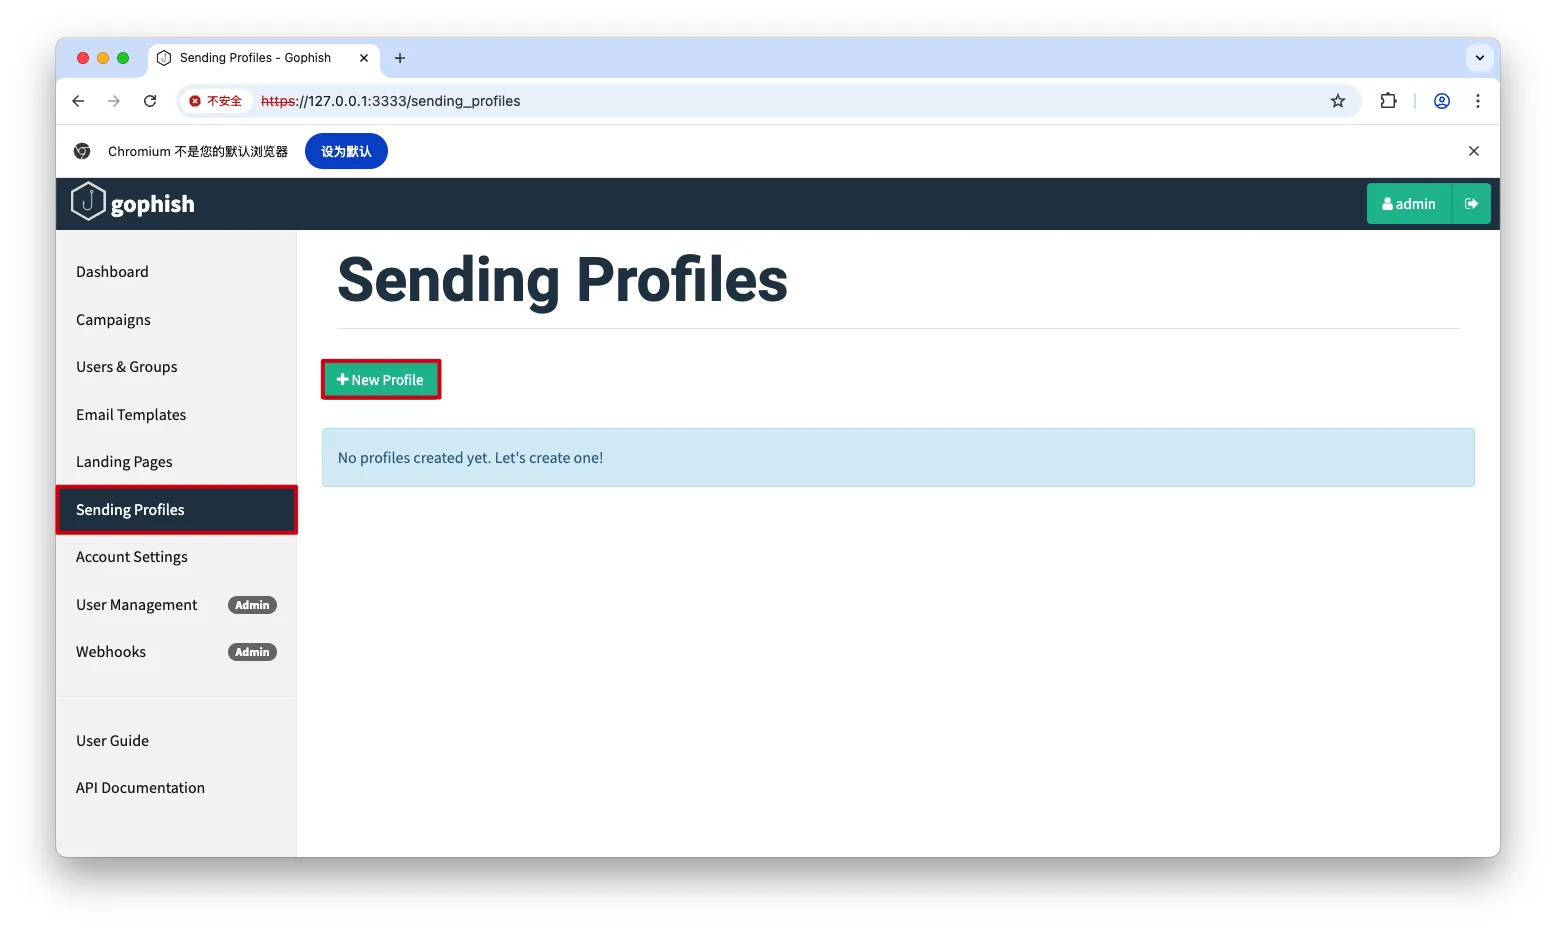 Sending Profiles - Gophish
不安全 https://127.0.0.1:3333/sending_profiles
Chromium 不是您的默认浏览器 设为默认
gophish
admin
Dashboard
Campaigns
Users & Groups
Email Templates
Landing Pages
Sending Profiles
Account Settings
User Management Admin
Webhooks Admin
User Guide
API Documentation
Sending Profiles
New Profile
No profiles created yet. Let's create one!